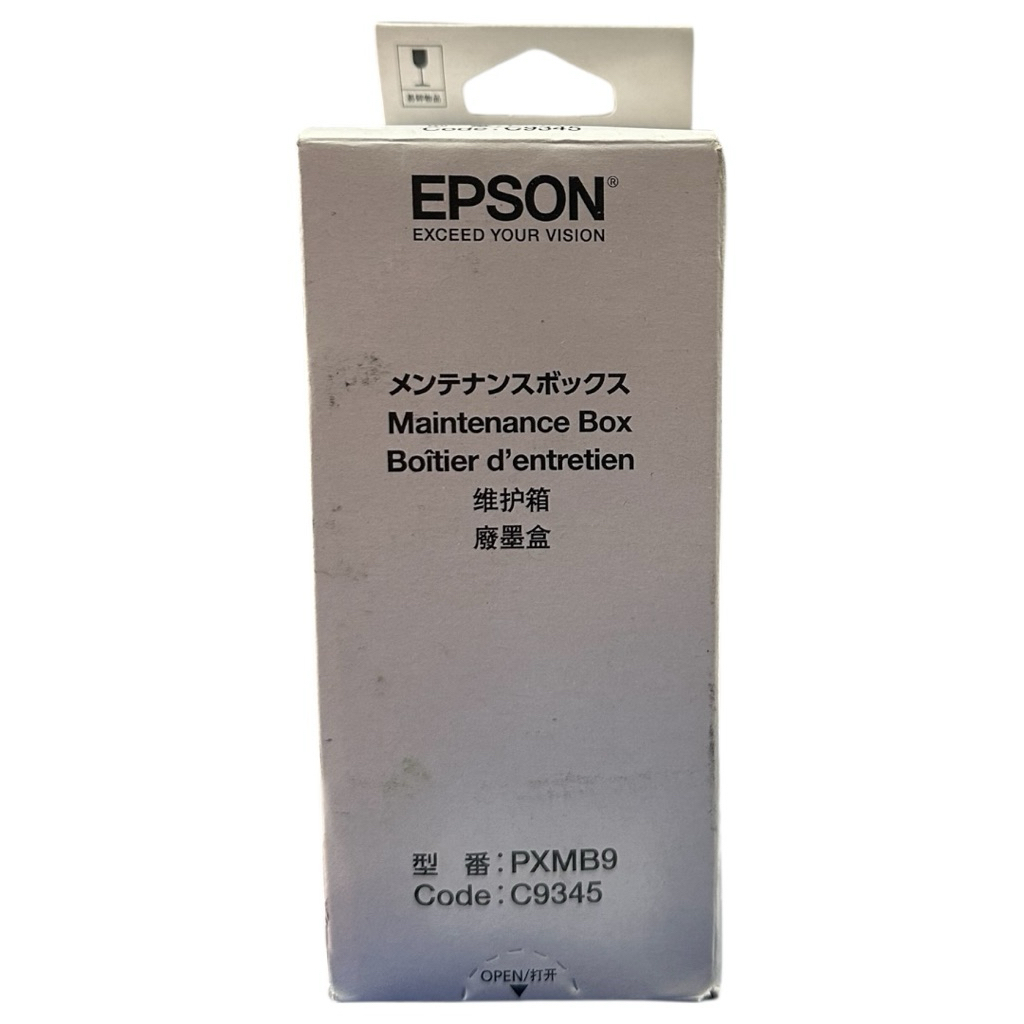 Code : C9345
EPSON®
EXCEED YOUR VISION
メンテナンスボックス
Maintenance Box
Boîtier d'entretien
维护箱
廢墨盒
型 番 : PXMB9
Code : C9345
OPEN/打开